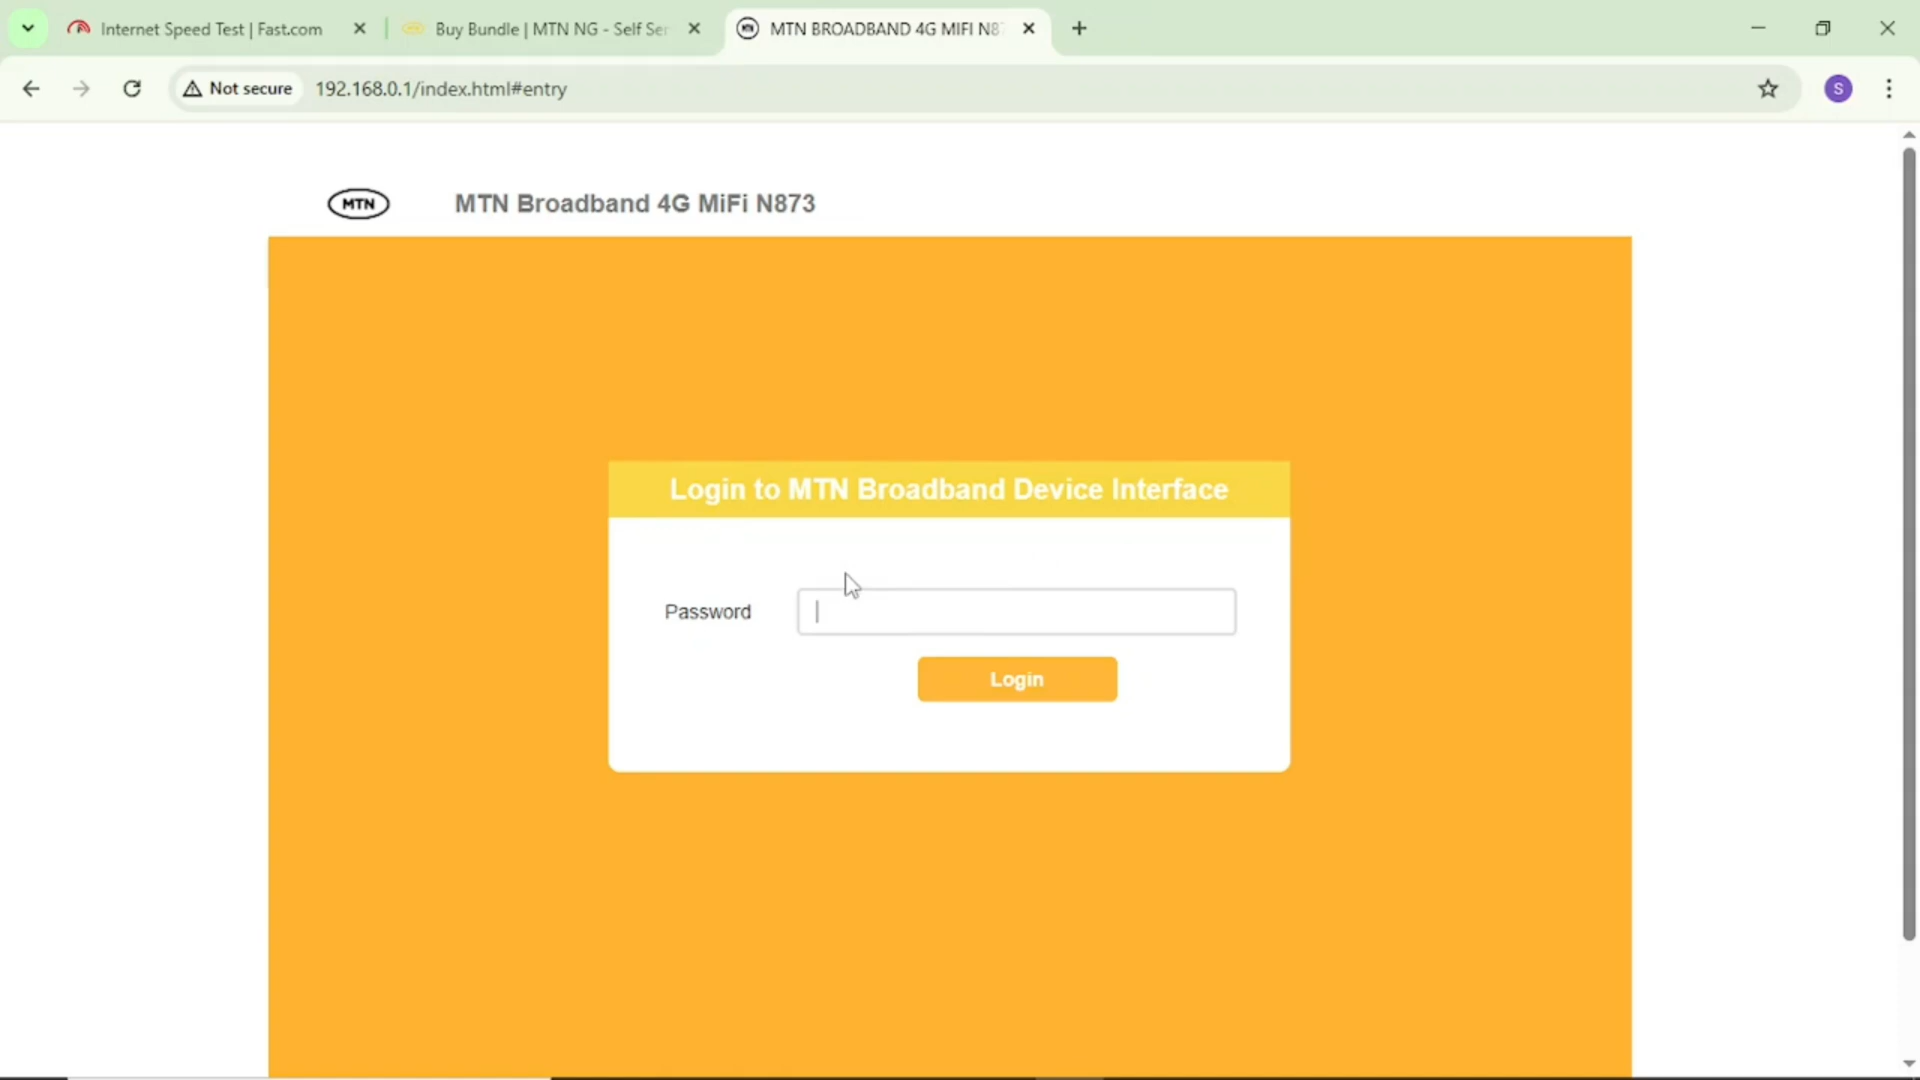 Internet Speed Test | Fast.com
Buy Bundle | MTN NG - Self Ser
MTN BROADBAND 4G MIFI N87
Not secure
192.168.0.1/index.html#entry
S
MTN
MTN Broadband 4G MiFi N873
Login to MTN Broadband Device Interface
Password
Login